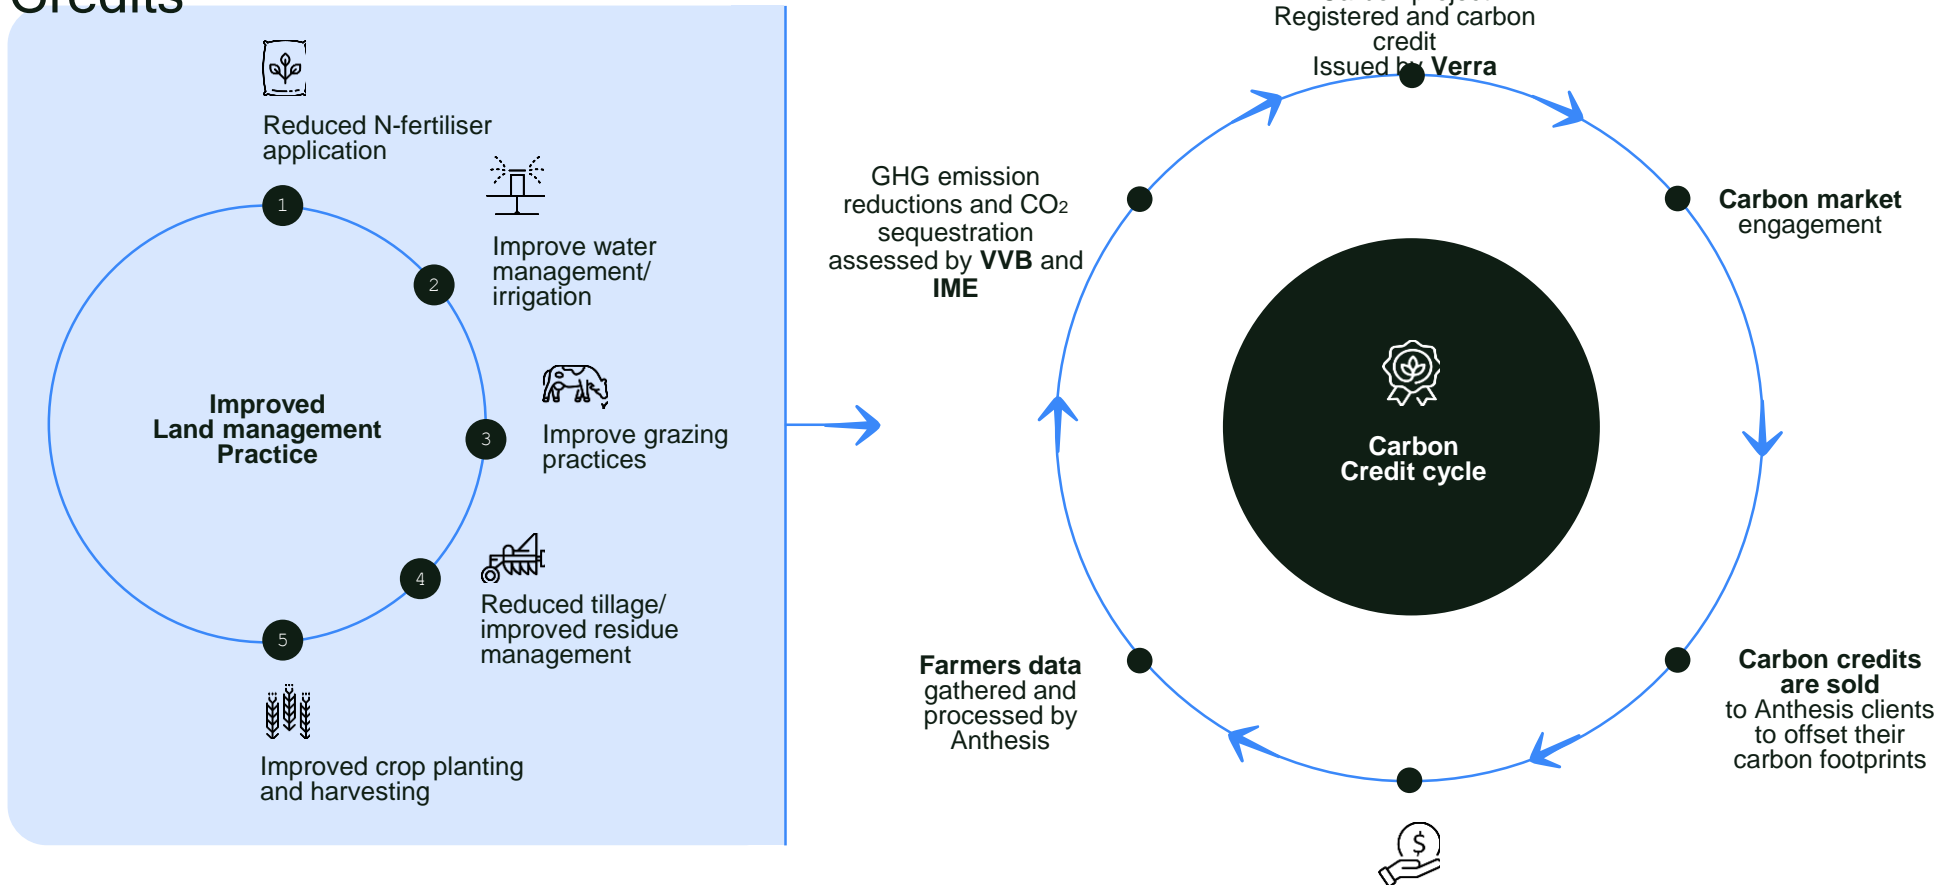 Credits
Reduced N-fertiliser
application
1
Improve water
management/
irrigation
2
Improved
Land management
Practice
3
Improve grazing
practices
4
Reduced tillage/
improved residue
management
5
Improved crop planting
and harvesting
Registered and carbon
credit
Issued by Verra
GHG emission
reductions and CO2
sequestration
assessed by VVB and
IME
Carbon market
engagement
Carbon
Credit cycle
Farmers data
gathered and
processed by
Anthesis
Carbon credits
are sold
to Anthesis clients
to offset their
carbon footprints
$